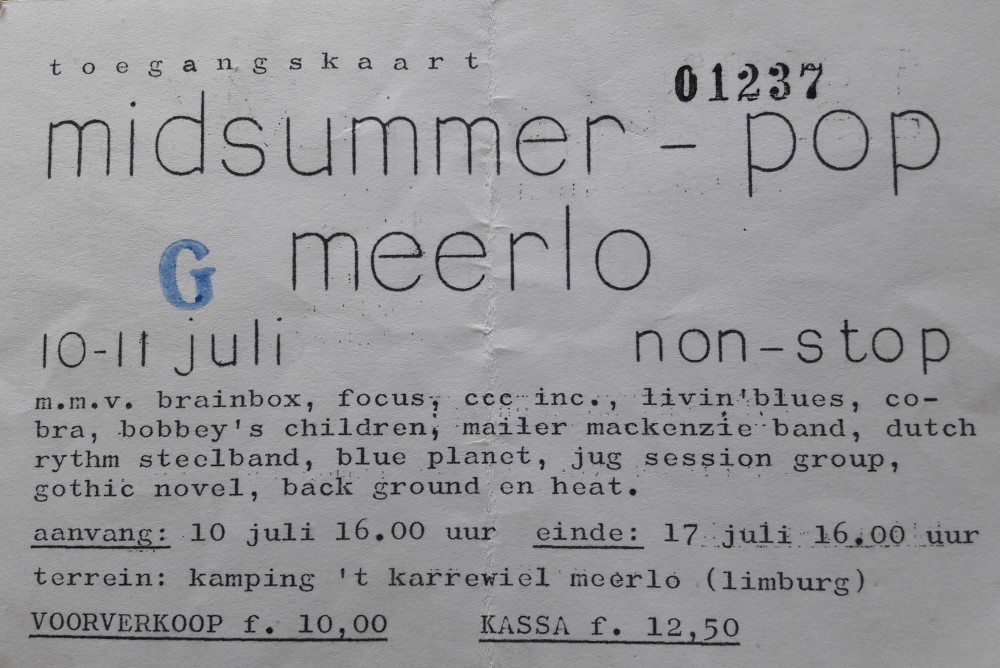 toegangskaart
01237
midsummer - pop
G meerlo
10-11 juli non-stop
m.m.v. brainbox, focus, ccc inc., livin'blues, co-
bra, bobbey's children, mailer mackenzie band, dutch
rythm steelband, blue planet, jug session group,
gothic novel, back ground en heat.
aanvang: 10 juli 16.00 uur einde: 17 juli 16.00 uur
terrein: kamping 't karrewiel meerlo (limburg)
VOORVERKOOP f. 10,00 KASSA f. 12,50